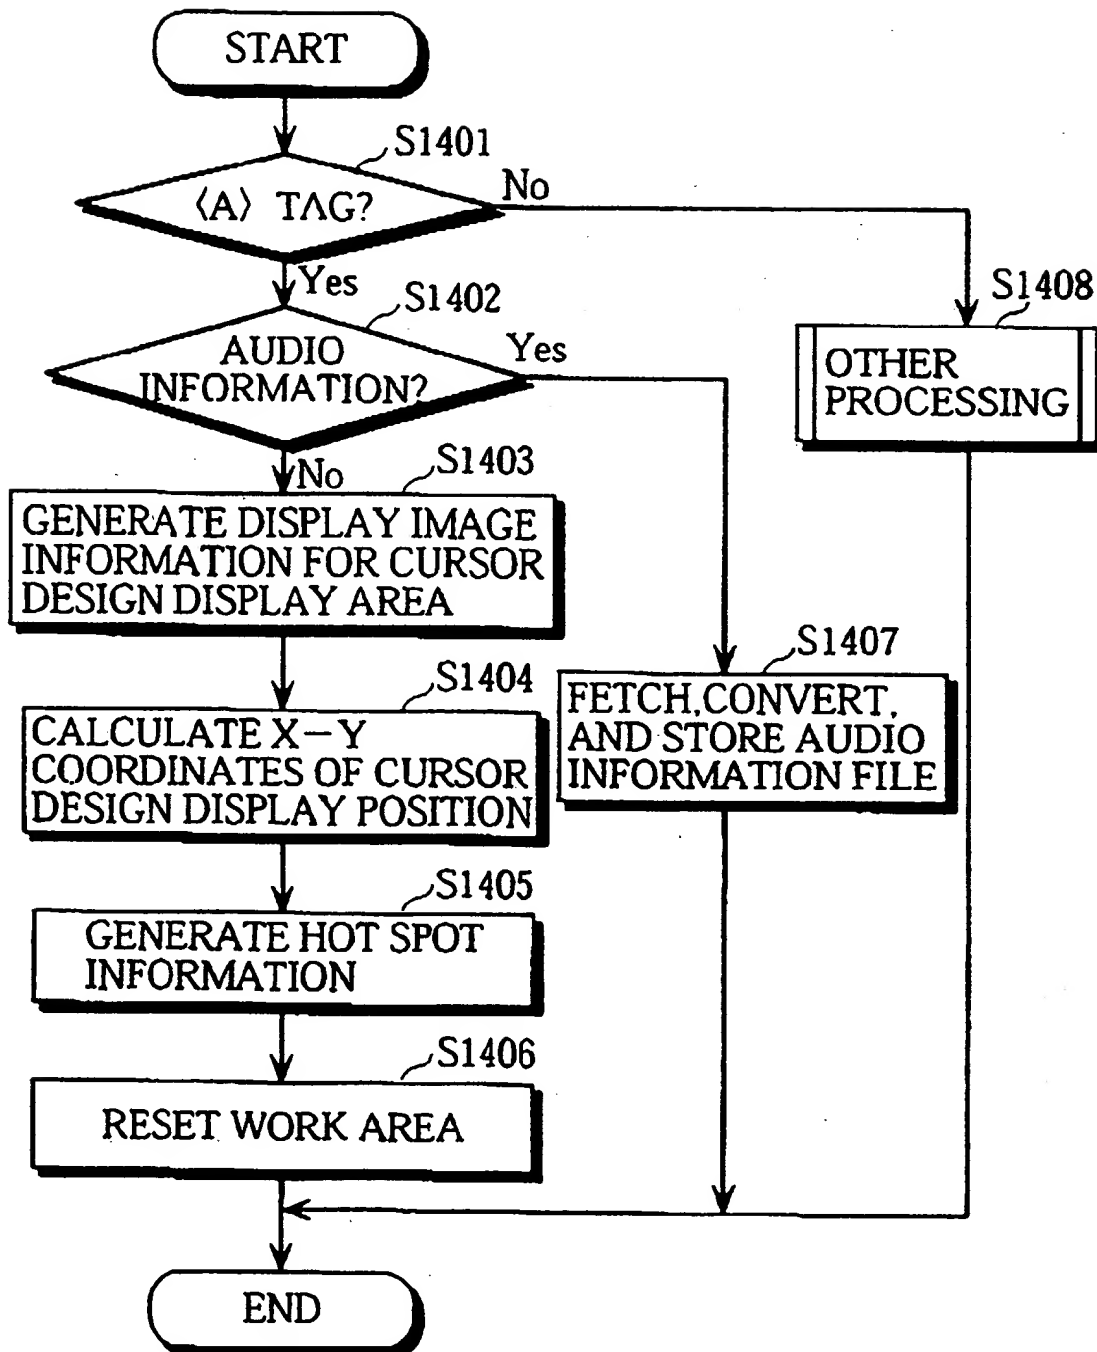 START
S1401
⟨A⟩ TAG?
No
Yes
S1402
S1408
AUDIO
INFORMATION?
Yes
OTHER
PROCESSING
No
S1403
GENERATE DISPLAY IMAGE
INFORMATION FOR CURSOR
DESIGN DISPLAY AREA
S1404
S1407
CALCULATE X-Y
COORDINATES OF CURSOR
DESIGN DISPLAY POSITION
FETCH,CONVERT,
AND STORE AUDIO
INFORMATION FILE
S1405
GENERATE HOT SPOT
INFORMATION
S1406
RESET WORK AREA
END